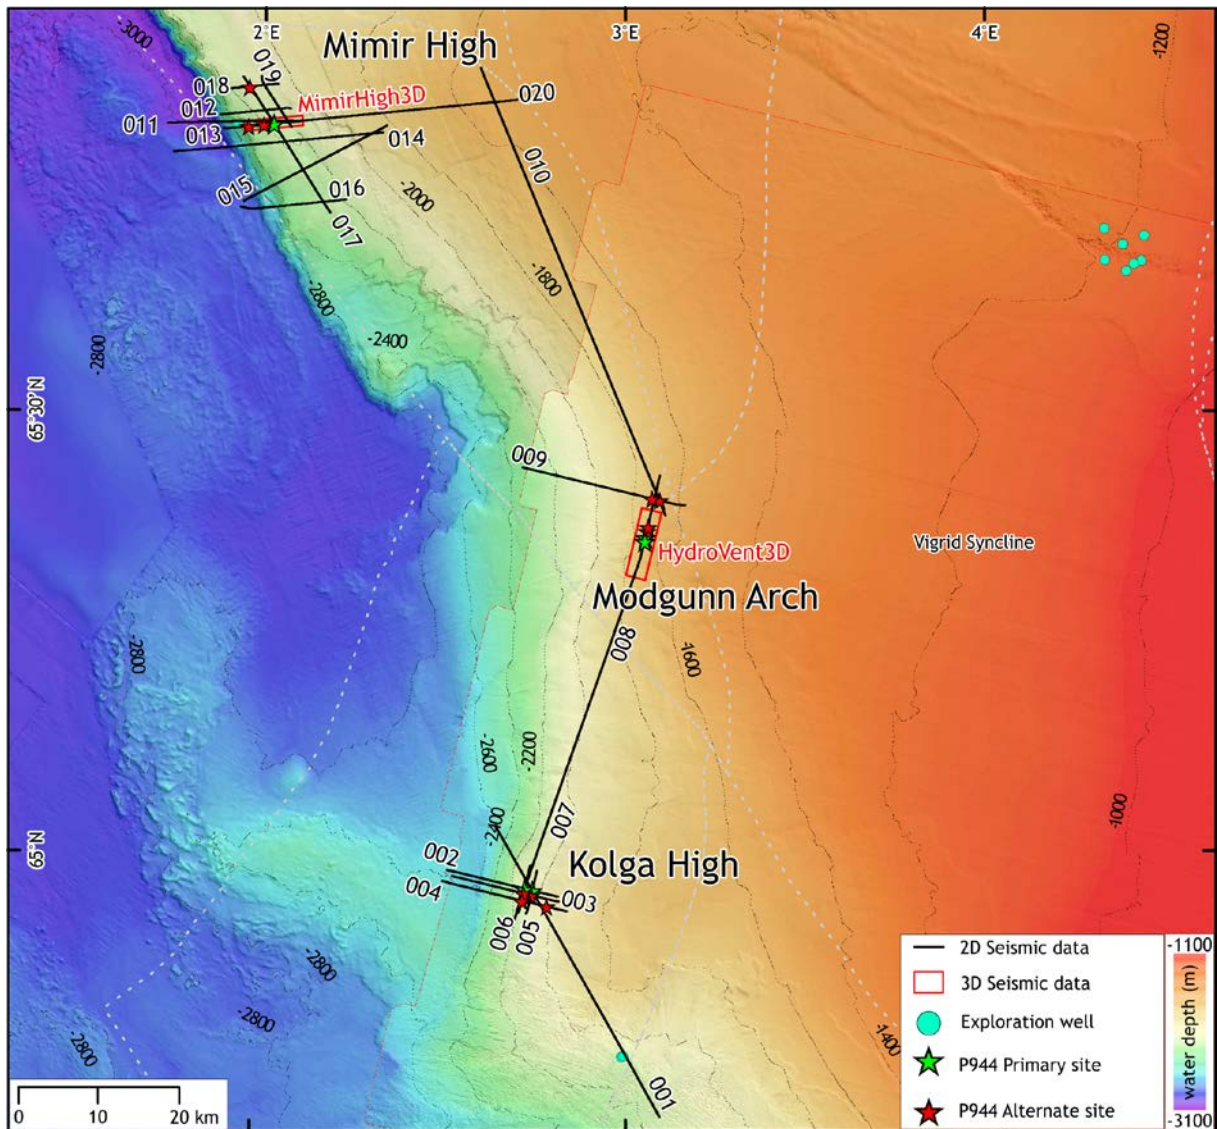 2°E
3°E
4°E
-3000
-1200
Mimir High
018
019
012
MimirHigh3D
020
011
013
014
010
015
016
-2000
017
-1800
-2800
-2400
-2800
65°30'N
009
HydroVent3D
Vigrid Syncline
Modgunn Arch
008
-2800
-1600
-2600
-2200
007
-1000
-2400
65°N
002
Kolga High
004
003
006
005
-2800
-2800
-2800
-1400
001
2D Seismic data
3D Seismic data
Exploration well
P944 Primary site
P944 Alternate site
-1100
water depth (m)
-3100
0 10 20 km